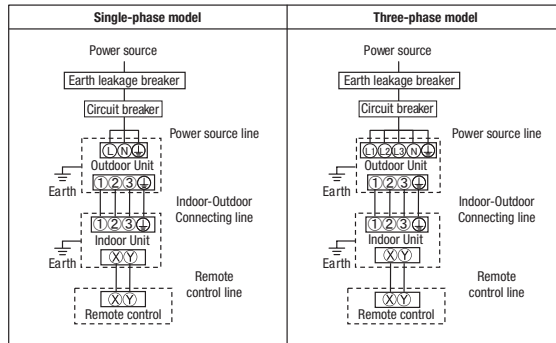 Single-phase model
Power source
Earth leakage breaker
Circuit breaker
Power source line
L N
Outdoor Unit
Earth
1 2 3
Indoor-Outdoor
Connecting line
1 2 3
Indoor Unit
Earth
X Y
Remote
control line
X Y
Remote control
Three-phase model
Power source
Earth leakage breaker
Circuit breaker
Power source line
L1 L2 L3 N
Outdoor Unit
Earth
1 2 3
Indoor-Outdoor
Connecting line
1 2 3
Indoor Unit
Earth
X Y
Remote
control line
X Y
Remote control